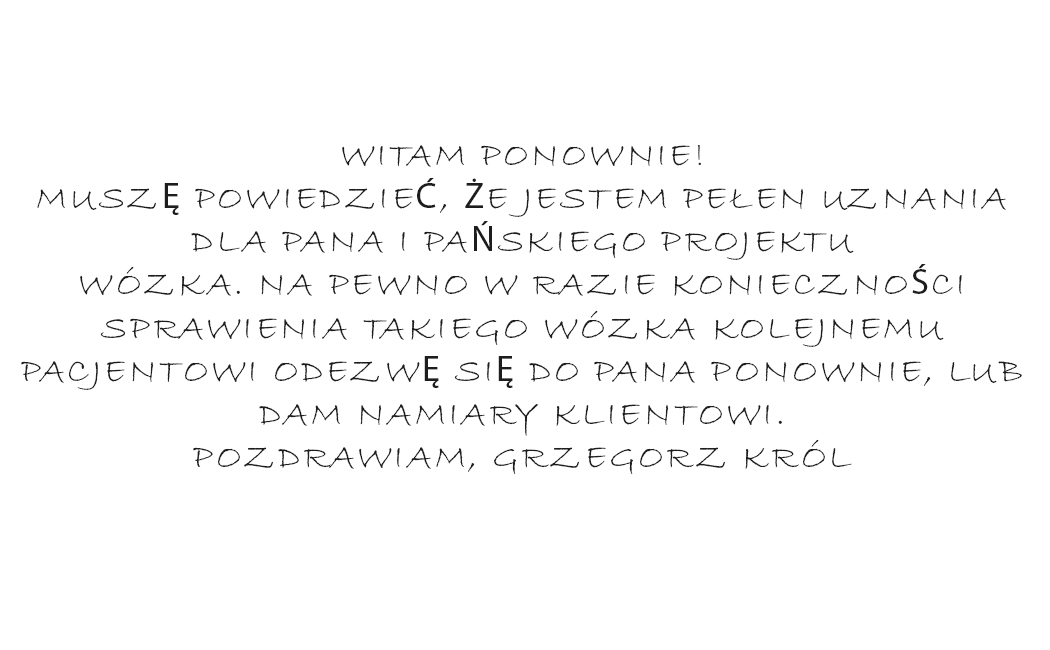 WITAM PONOWNIE!
MUSZĘ POWIEDZIEĆ, ŻE JESTEM PEŁEN UZNANIA
DLA PANA I PAŃSKIEGO PROJEKTU
WÓZKA. NA PEWNO W RAZIE KONIECZNOŚCI
SPRAWIENIA TAKIEGO WÓZKA KOLEJNEMU
PACJENTOWI ODEZWĘ SIĘ DO PANA PONOWNIE, LUB
DAM NAMIARY KLIENTOWI.
POZDRAWIAM, GRZEGORZ KRÓL